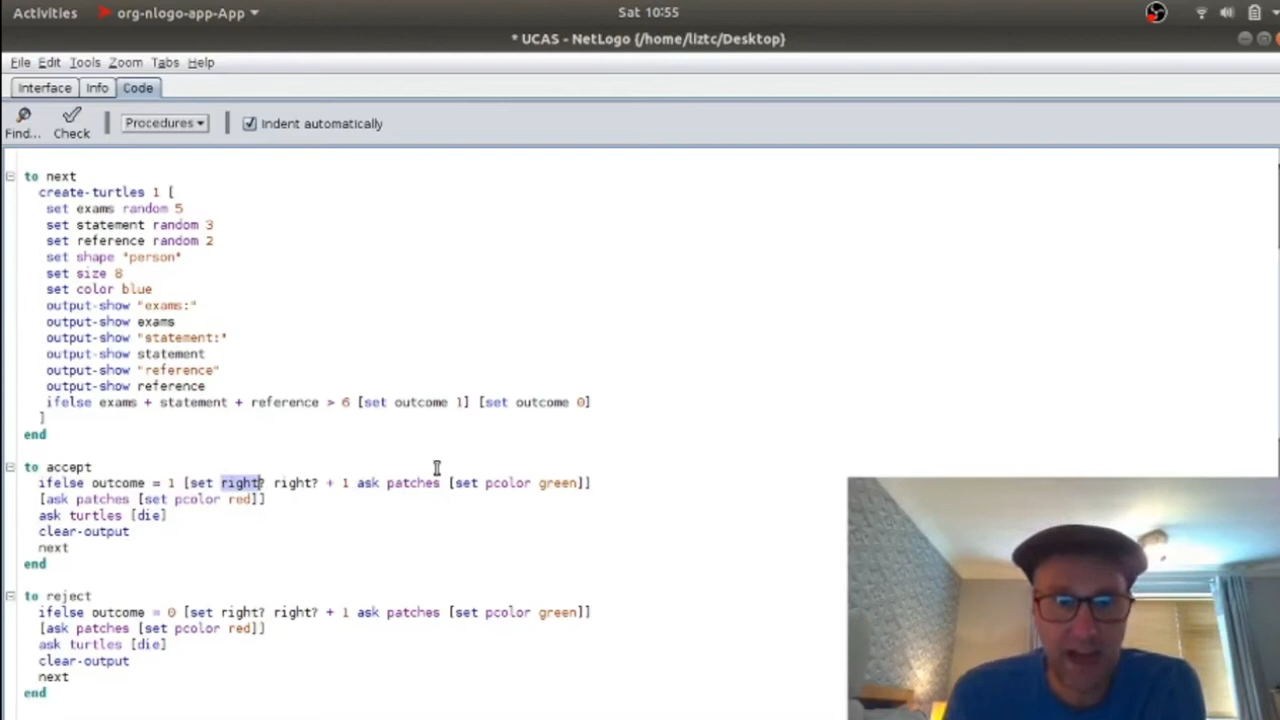 Activities org-nlogo-app-App Sat 10:55
* UCAS - NetLogo {/home/liztc/Desktop}
File Edit Tools Zoom Tabs Help
Interface Info Code
Find... Check Procedures Indent automatically
to next
create-turtles 1 [
set exams random 5
set statement random 3
set reference random 2
set shape "person"
set size 8
set color blue
output-show "exams:"
output-show exams
output-show "statement:"
output-show statement
output-show "reference"
output-show reference
ifelse exams + statement + reference > 6 [set outcome 1] [set outcome 0]
]
end
to accept
ifelse outcome = 1 [set right? right? + 1 ask patches [set pcolor green]]
[ask patches [set pcolor red]]
ask turtles [die]
clear-output
next
end
to reject
ifelse outcome = 0 [set right? right? + 1 ask patches [set pcolor green]]
[ask patches [set pcolor red]]
ask turtles [die]
clear-output
next
end